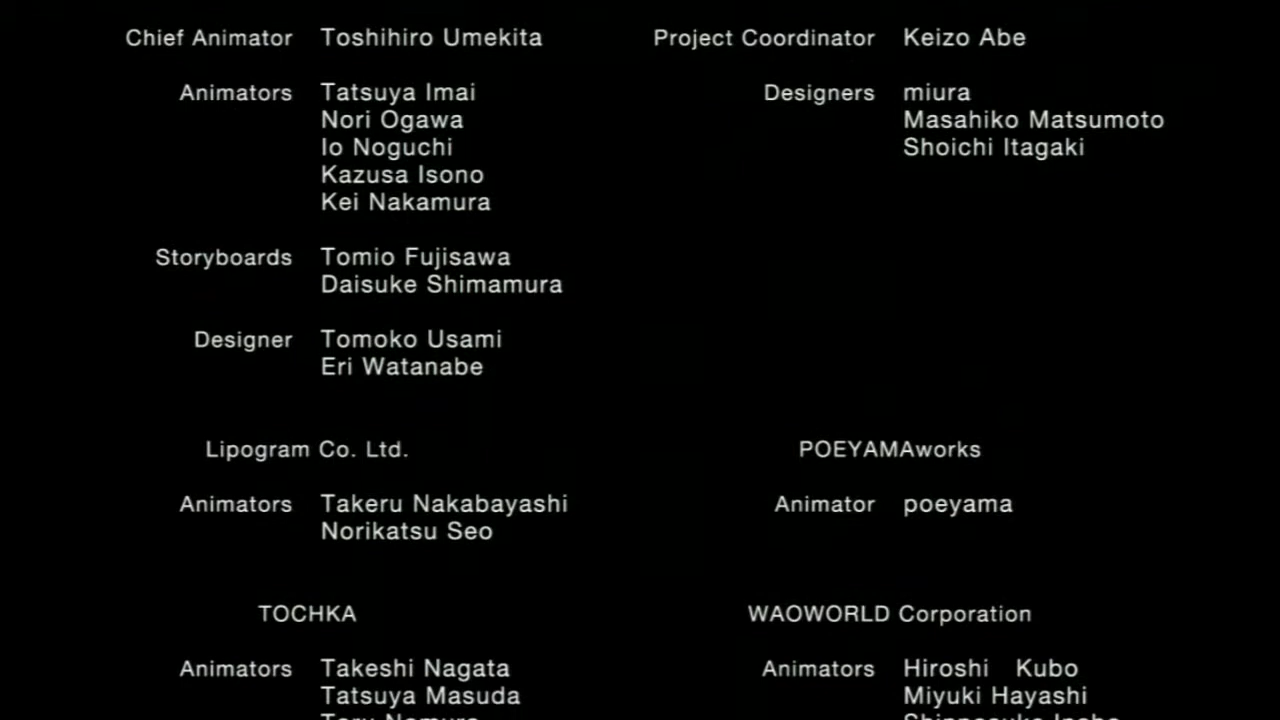 Chief Animator Toshihiro Umekita
Animators Tatsuya Imai
Nori Ogawa
Io Noguchi
Kazusa Isono
Kei Nakamura
Storyboards Tomio Fujisawa
Daisuke Shimamura
Designer Tomoko Usami
Eri Watanabe
Project Coordinator Keizo Abe
Designers miura
Masahiko Matsumoto
Shoichi Itagaki
Lipogram Co. Ltd.
Animators Takeru Nakabayashi
Norikatsu Seo
POEYAMAworks
Animator poeyama
TOCHKA
Animators Takeshi Nagata
Tatsuya Masuda
WAOWORLD Corporation
Animators Hiroshi Kubo
Miyuki Hayashi